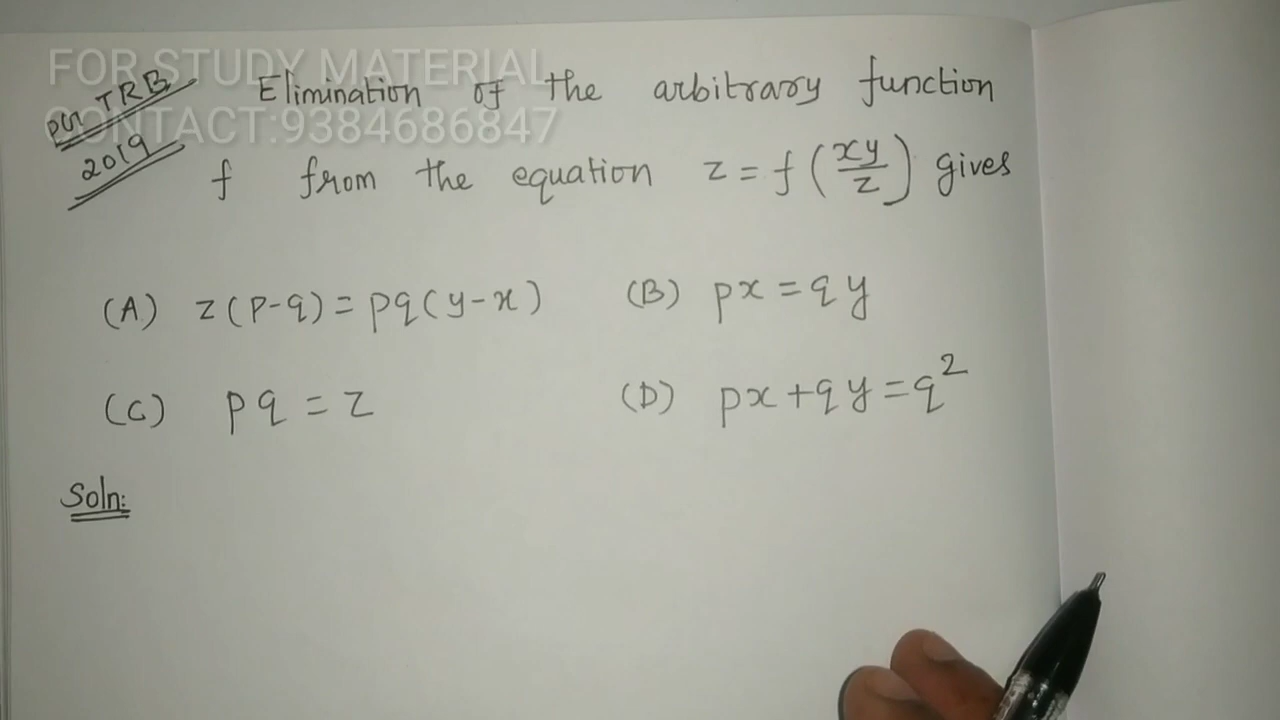 FOR STUDY MATERIAL
CONTACT:9384686847
PG TRB
2019
Elimination of the arbitrary function
f from the equation z = f(xy/z) gives
(A) z(p-q) = pq(y-x) (B) px = qy
(C) pq = z (D) px + qy = q²
Soln: